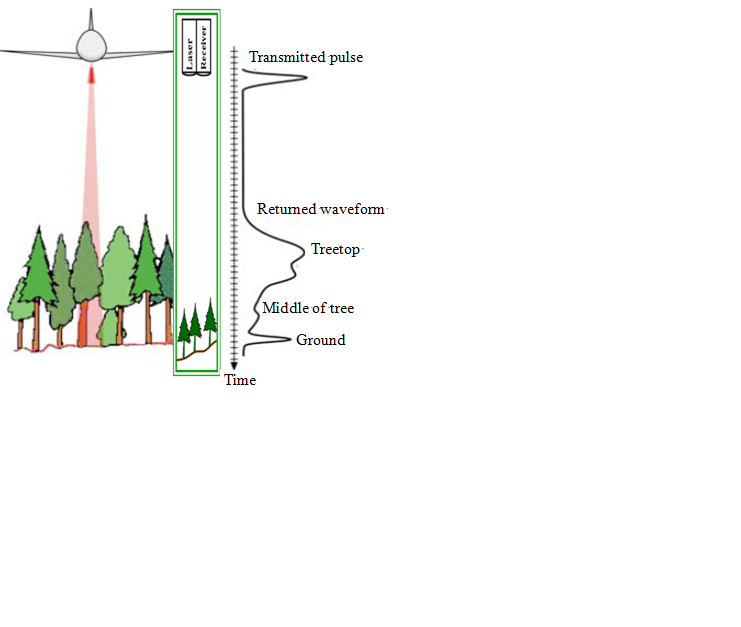 Laser
Receiver
Transmitted pulse
Returned waveform
Treetop
Middle of tree
Ground
Time